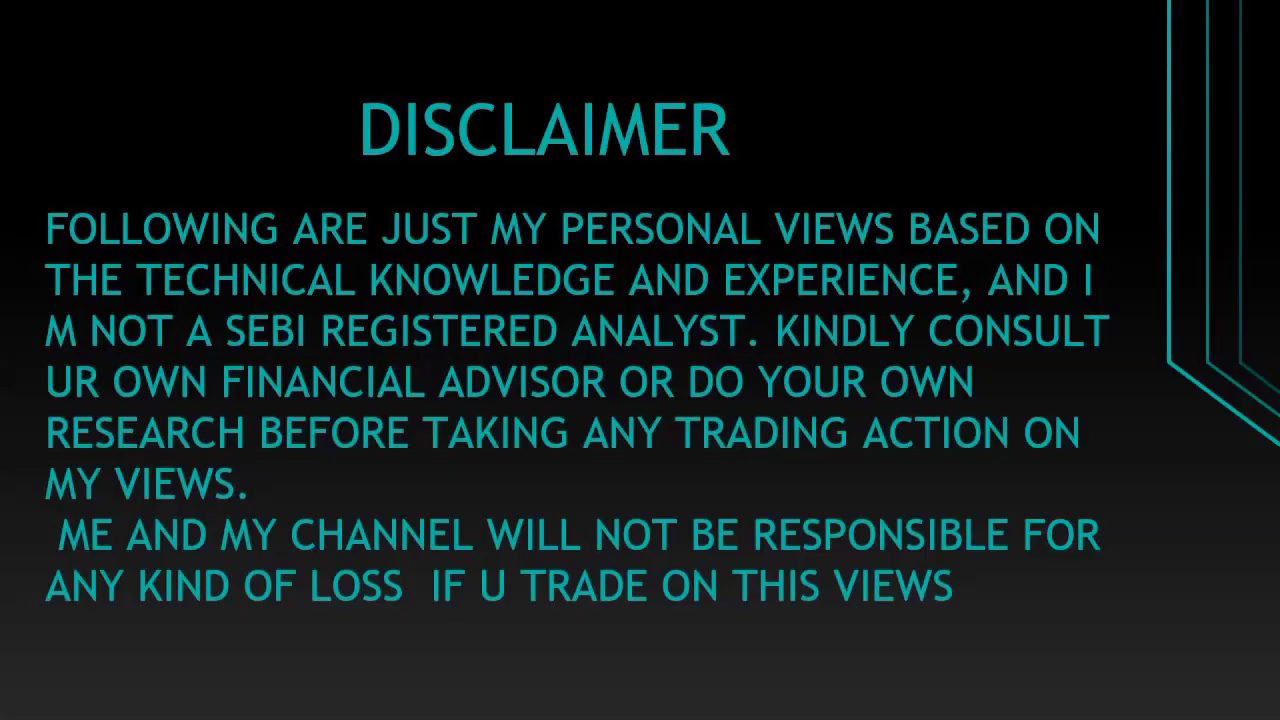 DISCLAIMER
FOLLOWING ARE JUST MY PERSONAL VIEWS BASED ON
THE TECHNICAL KNOWLEDGE AND EXPERIENCE, AND I
M NOT A SEBI REGISTERED ANALYST. KINDLY CONSULT
UR OWN FINANCIAL ADVISOR OR DO YOUR OWN
RESEARCH BEFORE TAKING ANY TRADING ACTION ON
MY VIEWS.
ME AND MY CHANNEL WILL NOT BE RESPONSIBLE FOR
ANY KIND OF LOSS  IF U TRADE ON THIS VIEWS